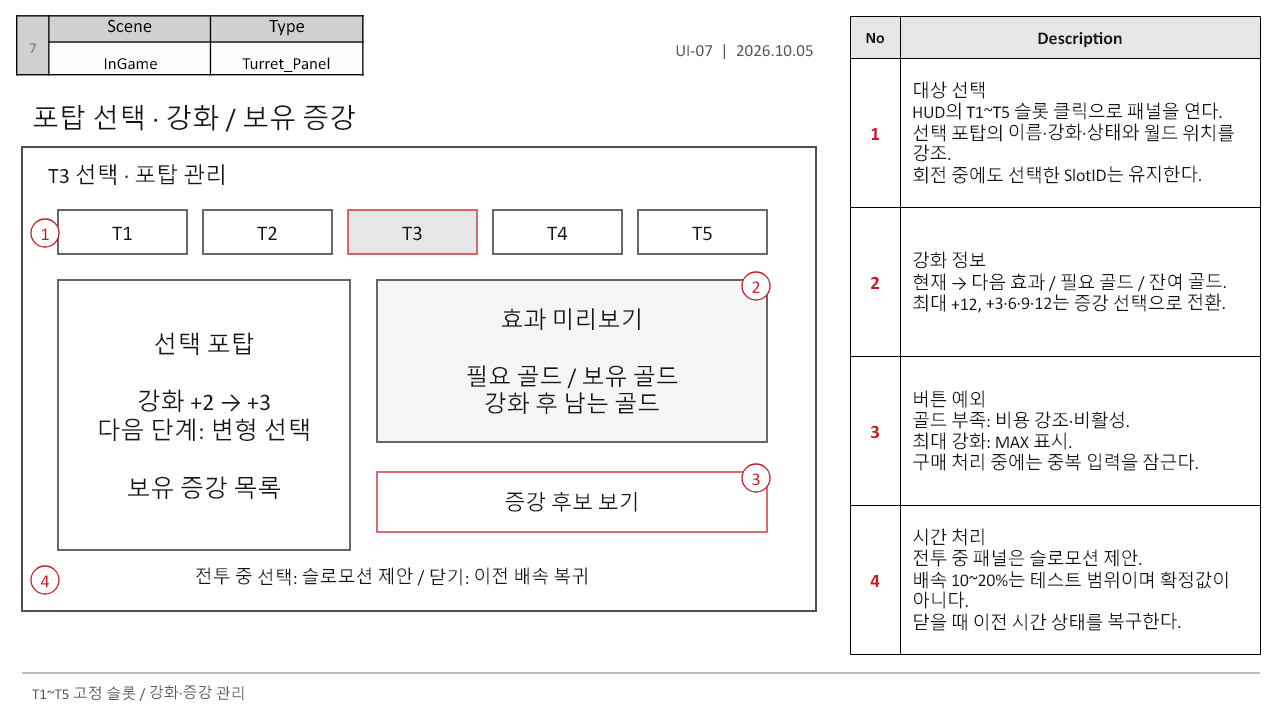 7
Scene
Type
InGame
Turret_Panel
UI-07 | 2026.10.05
포탑 선택 · 강화 / 보유 증강
T3 선택 · 포탑 관리
1
T1
T2
T3
T4
T5
선택 포탑
강화 +2 → +3
다음 단계: 변형 선택
보유 증강 목록
2
효과 미리보기
필요 골드 / 보유 골드
강화 후 남는 골드
3
증강 후보 보기
4
전투 중 선택: 슬로모션 제안 / 닫기: 이전 배속 복귀
No
Description
1
대상 선택
HUD의 T1~T5 슬롯 클릭으로 패널을 연다.
선택 포탑의 이름·강화·상태와 월드 위치를
강조.
회전 중에도 선택한 SlotID는 유지한다.
2
강화 정보
현재 → 다음 효과 / 필요 골드 / 잔여 골드.
최대 +12, +3·6·9·12는 증강 선택으로 전환.
3
버튼 예외
골드 부족: 비용 강조·비활성.
최대 강화: MAX 표시.
구매 처리 중에는 중복 입력을 잠근다.
4
시간 처리
전투 중 패널은 슬로모션 제안.
배속 10~20%는 테스트 범위이며 확정값이
아니다.
닫을 때 이전 시간 상태를 복구한다.
T1~T5 고정 슬롯 / 강화·증강 관리